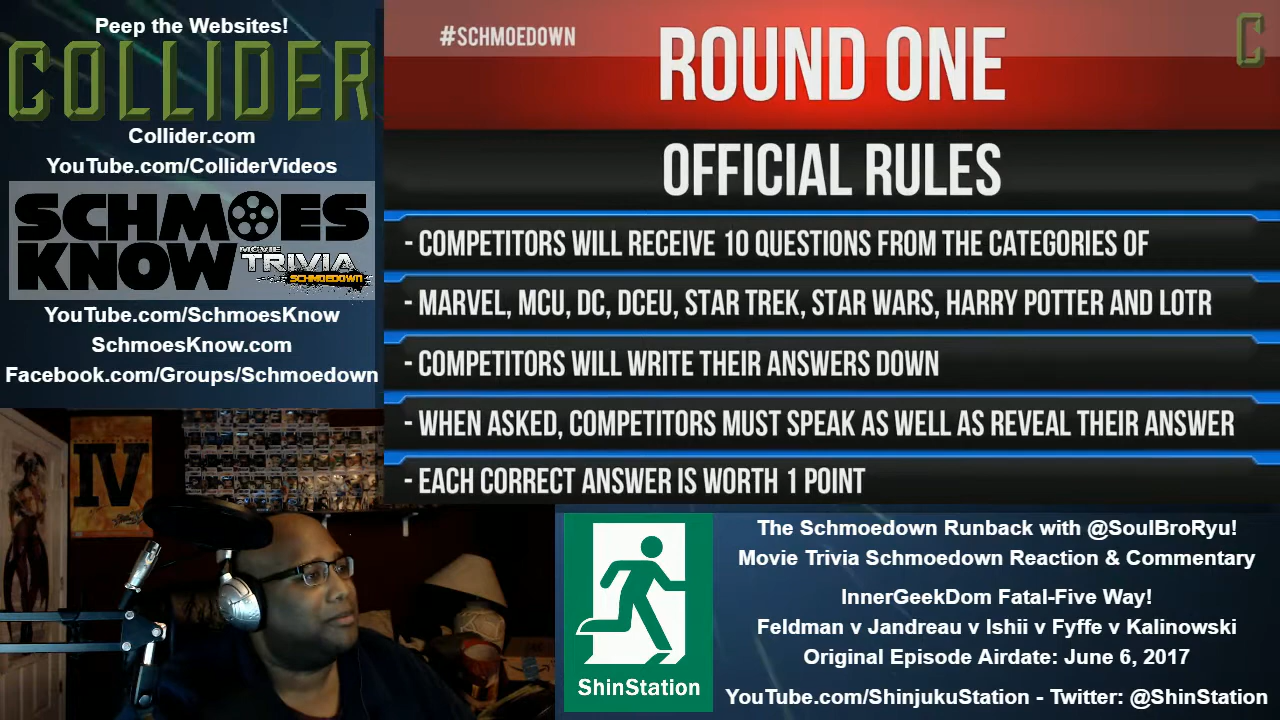 Peep the Websites!
COLLIDER
Collider.com
YouTube.com/ColliderVideos
SCHMOES
KNOW
MOVIE
TRIVIA
SCHMOEDOWN
YouTube.com/SchmoesKnow
SchmoesKnow.com
Facebook.com/Groups/Schmoedown
#SCHMOEDOWN
ROUND ONE
C
OFFICIAL RULES
- COMPETITORS WILL RECEIVE 10 QUESTIONS FROM THE CATEGORIES OF
- MARVEL, MCU, DC, DCEU, STAR TREK, STAR WARS, HARRY POTTER AND LOTR
- COMPETITORS WILL WRITE THEIR ANSWERS DOWN
- WHEN ASKED, COMPETITORS MUST SPEAK AS WELL AS REVEAL THEIR ANSWER
- EACH CORRECT ANSWER IS WORTH 1 POINT
IV
ShinStation
The Schmoedown Runback with @SoulBroRyu!
Movie Trivia Schmoedown Reaction & Commentary
InnerGeekDom Fatal-Five Way!
Feldman v Jandreau v Ishii v Fyffe v Kalinowski
Original Episode Airdate: June 6, 2017
YouTube.com/ShinjukuStation - Twitter: @ShinStation